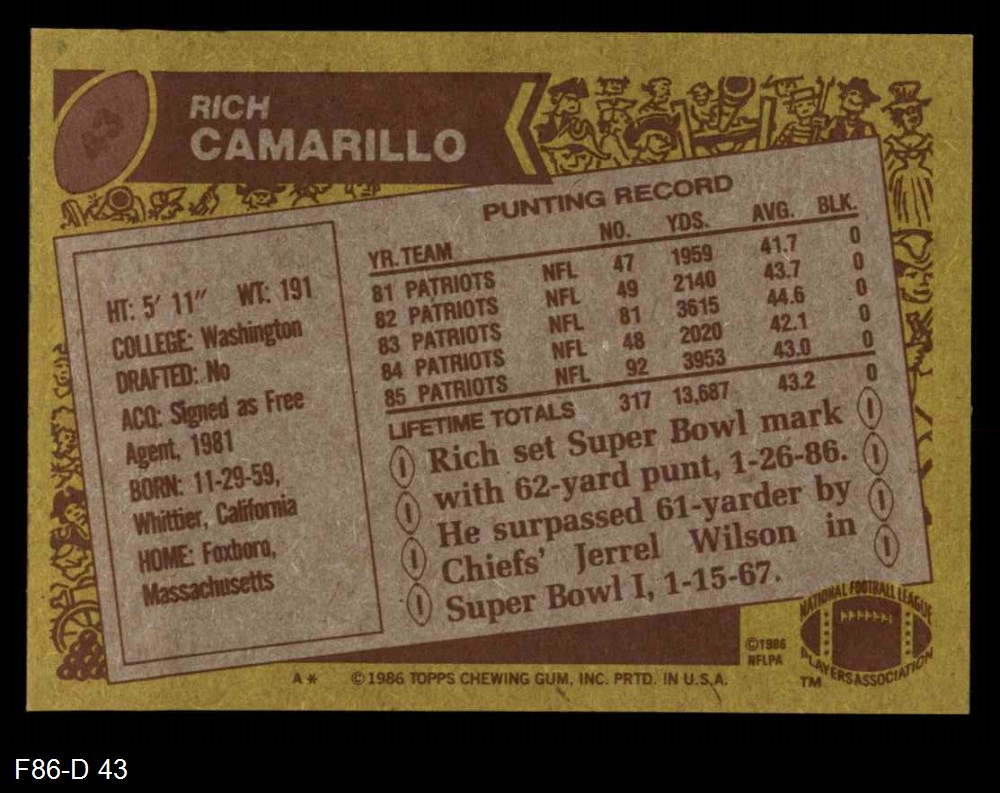 43
RICH
CAMARILLO
PUNTING RECORD
YR. TEAM NO. YDS. AVG. BLK.
81 PATRIOTS NFL 47 1959 41.7 0
82 PATRIOTS NFL 49 2140 43.7 0
83 PATRIOTS NFL 81 3615 44.6 0
84 PATRIOTS NFL 48 2020 42.1 0
85 PATRIOTS NFL 92 3953 43.0 0
LIFETIME TOTALS 317 13,687 43.2 0
HT: 5' 11" WT: 191
COLLEGE: Washington
DRAFTED: No
ACQ: Signed as Free
Agent, 1981
BORN: 11-29-59,
Whittier, California
HOME: Foxboro,
Massachusetts
Rich set Super Bowl mark
with 62-yard punt, 1-26-86.
He surpassed 61-yarder by
Chiefs' Jerrel Wilson in
Super Bowl I, 1-15-67.
©1986
NFLPA
NATIONAL FOOTBALL LEAGUE
PLAYERS ASSOCIATION
TM
A* ©1986 TOPPS CHEWING GUM, INC. PRTD. IN U.S.A.
F86-D 43